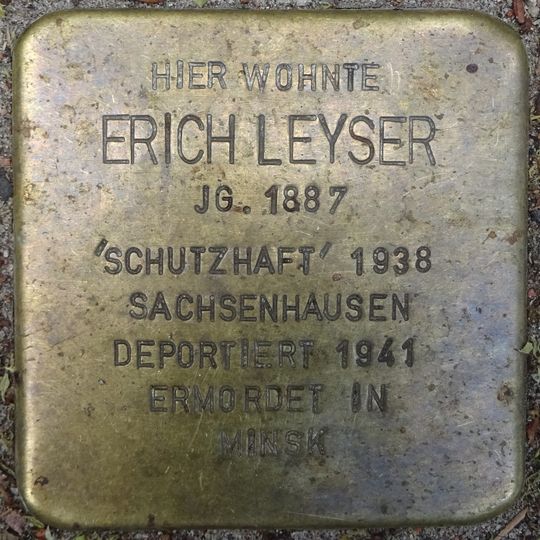 HIER WOHNTE
ERICH LEYSER
JG. 1887
'SCHUTZHAFT' 1938
SACHSENHAUSEN
DEPORTIERT 1941
ERMORDET IN
MINSK